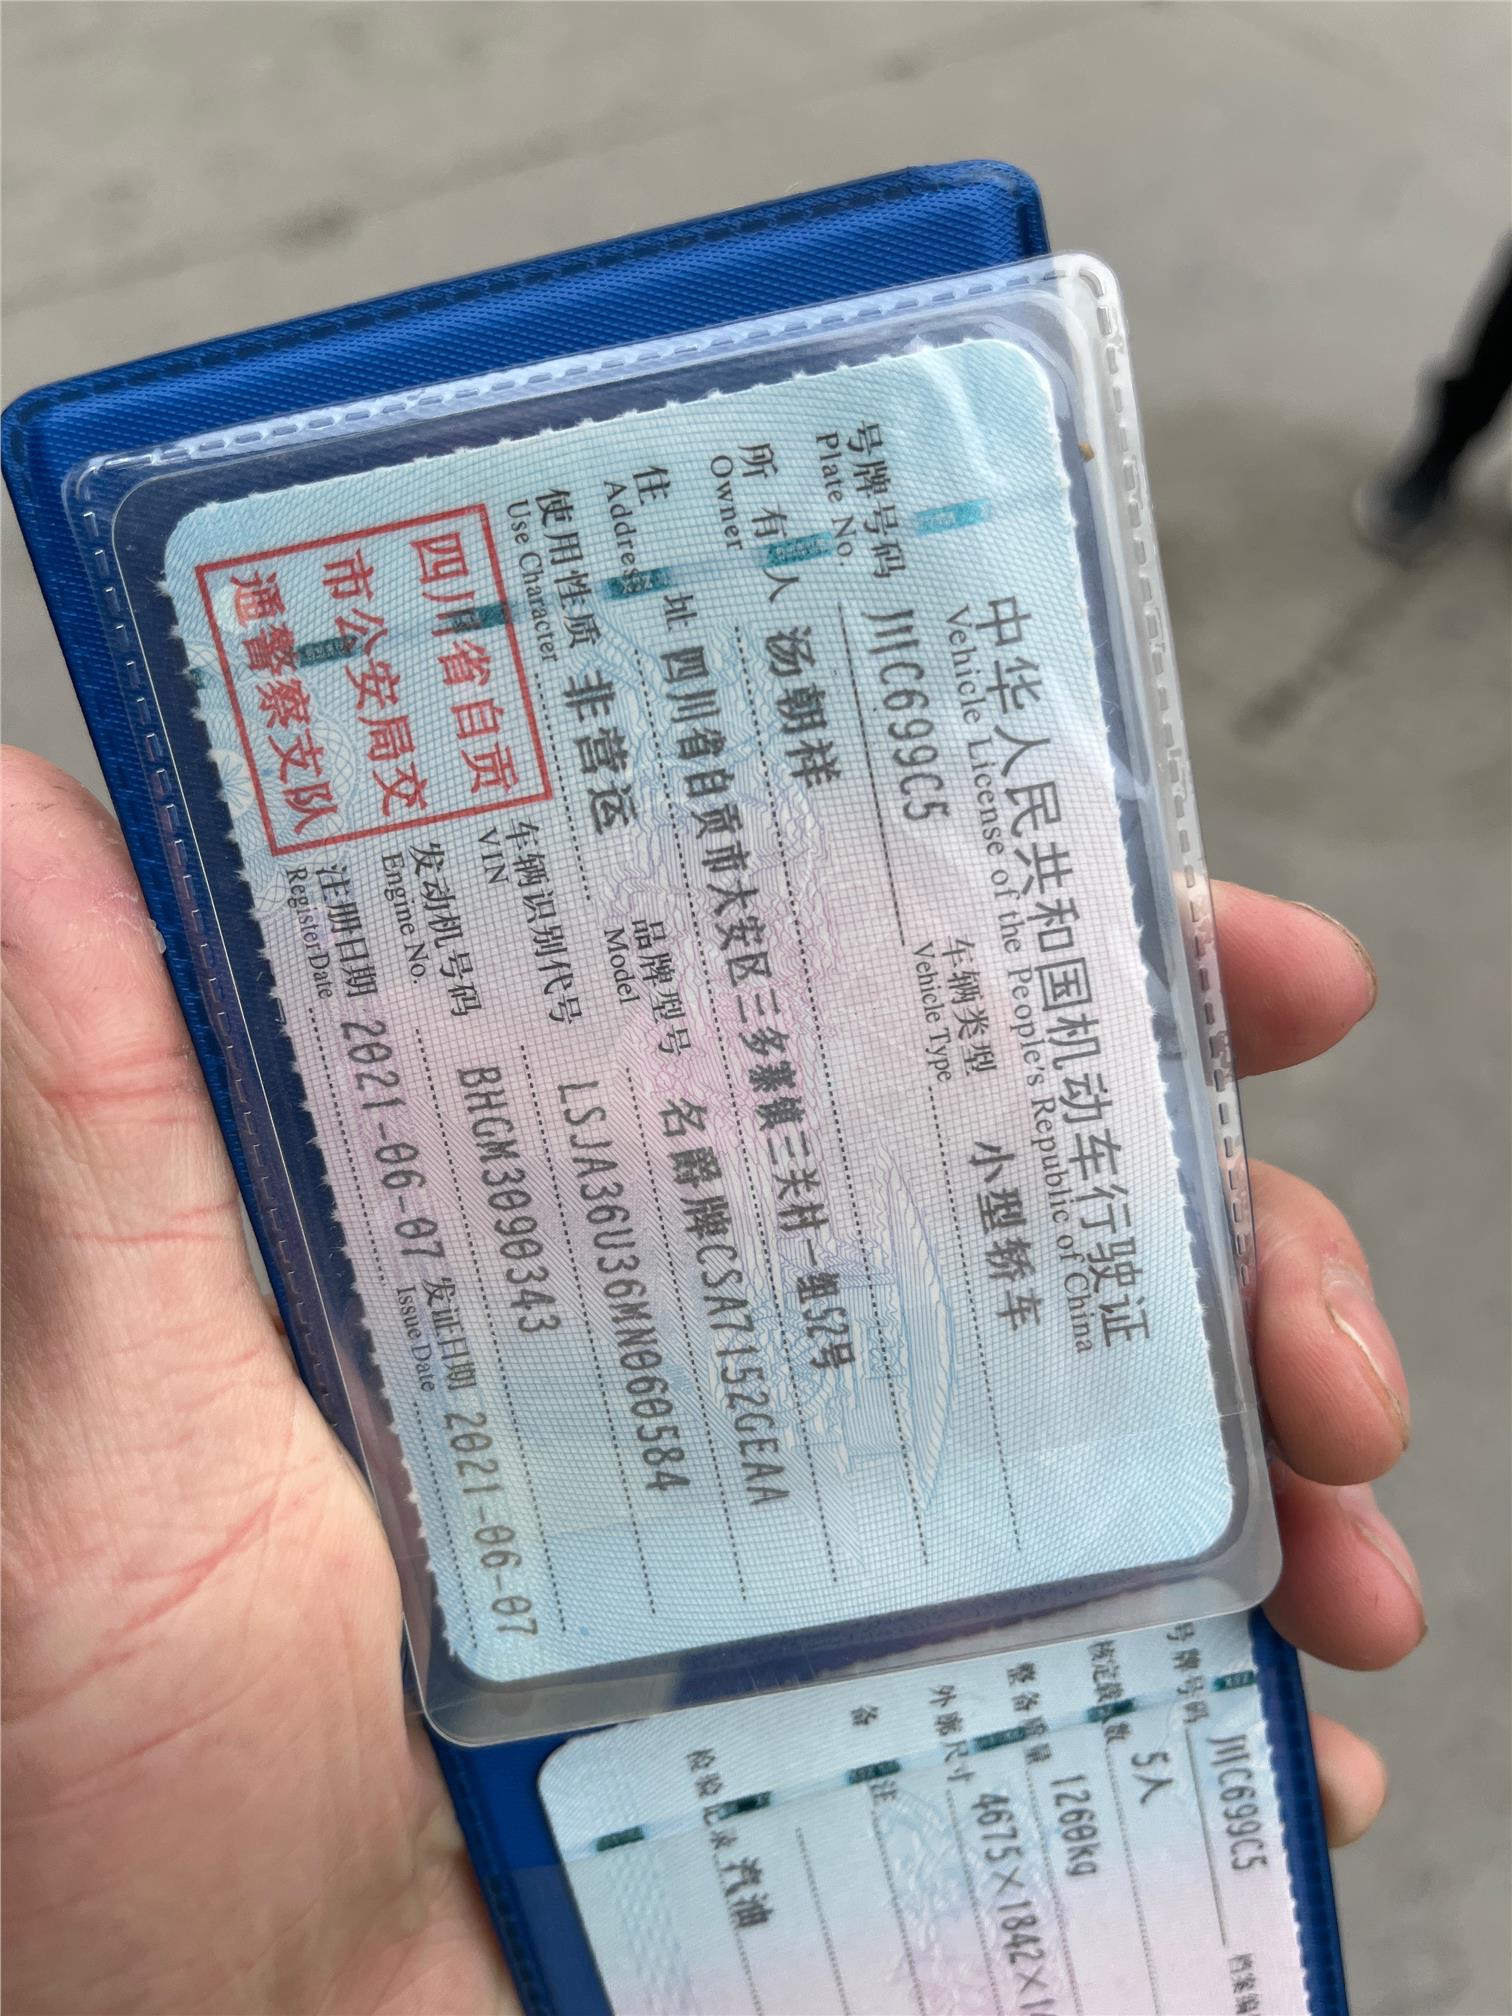 中华人民共和国机动车行驶证
Vehicle License of the People's Republic of China
号牌号码 川C699C5 车辆类型 小型轿车
Plate No. Vehicle Type
所有人 汤朝祥
Owner
住址 四川省自贡市大安区三多寨镇三关村一组52号
Address
使用性质 非营运 品牌型号 名爵牌CSA7152GEAA
Use Character Model
四川省自贡
市公安局交
通警察支队
车辆识别代号 LSJA36U36MN060584
VIN
发动机号码 BHGM3090343
Engine No.
注册日期 2021-06-07 发证日期 2021-06-07
Register Date Issue Date
号牌号码 川C699C5 档案编
核定载人数 5人
整备质量 1260kg
外廓尺寸 4675×1842×1
备注
检验记录 汽油